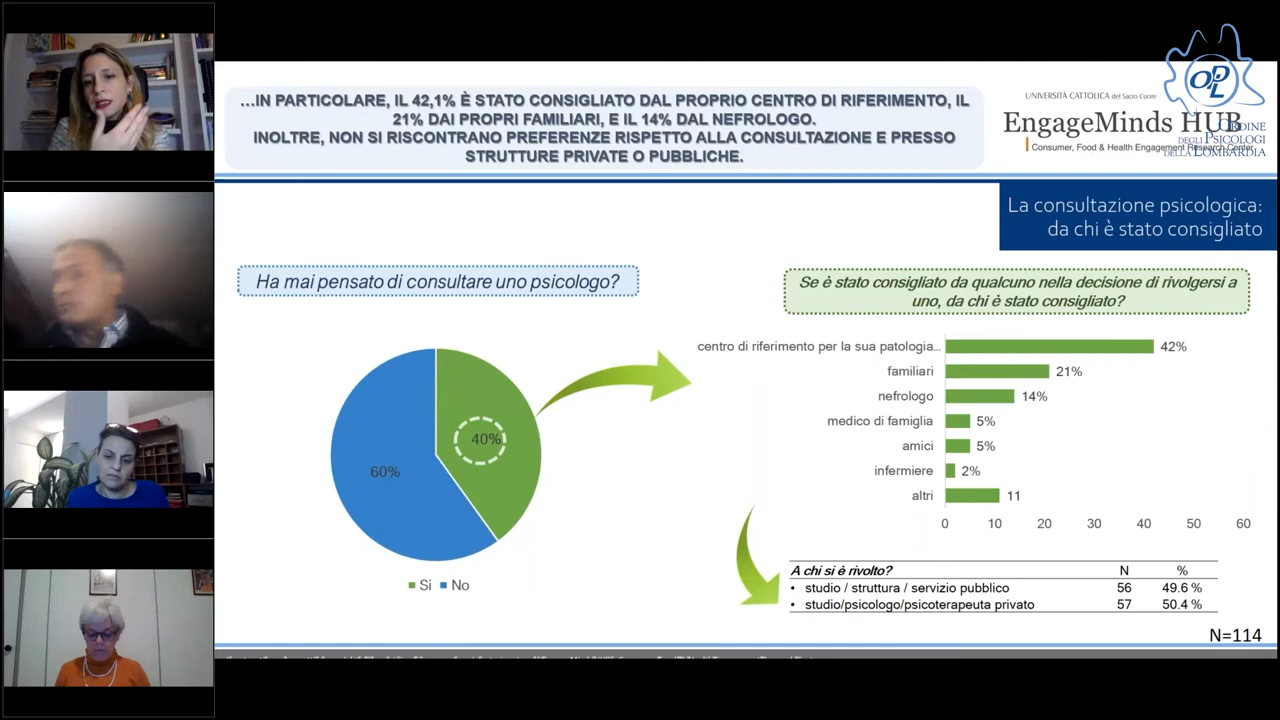 …IN PARTICOLARE, IL 42,1% È STATO CONSIGLIATO DAL PROPRIO CENTRO DI RIFERIMENTO, IL
21% DAI PROPRI FAMILIARI, E IL 14% DAL NEFROLOGO.
INOLTRE, NON SI RISCONTRANO PREFERENZE RISPETTO ALLA CONSULTAZIONE E PRESSO
STRUTTURE PRIVATE O PUBBLICHE.
OPL
UNIVERSITÀ CATTOLICA del Sacro Cuore
EngageMinds HUB
Consumer, Food & Health Engagement Research Center
ORDINE
DEGLI PSICOLOGI
DELLA LOMBARDIA
La consultazione psicologica:
da chi è stato consigliato
Ha mai pensato di consultare uno psicologo?
Se è stato consigliato da qualcuno nella decisione di rivolgersi a
uno, da chi è stato consigliato?
40%
60%
Si No
centro di riferimento per la sua patologia… 42%
familiari 21%
nefrologo 14%
medico di famiglia 5%
amici 5%
infermiere 2%
altri 11
0 10 20 30 40 50 60
A chi si è rivolto? N %
• studio / struttura / servizio pubblico 56 49.6 %
• studio/psicologo/psicoterapeuta privato 57 50.4 %
N=114